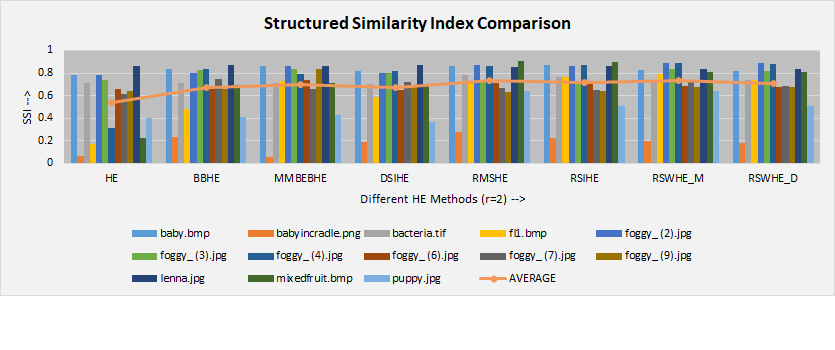 Structured Similarity Index Comparison
1
0.8
0.6
0.4
0.2
0
SSI -->
HE BBHE MMBEBHE DSIHE RMSHE RSIHE RSWHE_M RSWHE_D
Different HE Methods (r=2) -->
baby.bmp babyincradle.png bacteria.tif fl1.bmp foggy_(2).jpg
foggy_(3).jpg foggy_(4).jpg foggy_(6).jpg foggy_(7).jpg foggy_(9).jpg
lenna.jpg mixedfruit.bmp puppy.jpg AVERAGE